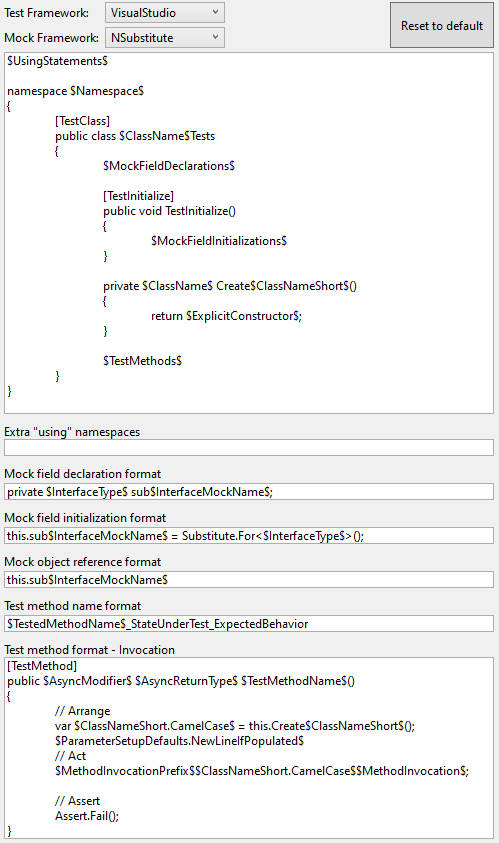 Test Framework: VisualStudio
Reset to default
Mock Framework: NSubstitute
$UsingStatements$
namespace $Namespace$
{
[TestClass]
public class $ClassName$Tests
{
$MockFieldDeclarations$
[TestInitialize]
public void TestInitialize()
{
$MockFieldInitializations$
}
private $ClassName$ Create$ClassNameShort$()
{
return $ExplicitConstructor$;
}
$TestMethods$
}
}
Extra "using" namespaces
Mock field declaration format
private $InterfaceType$ sub$InterfaceMockName$;
Mock field initialization format
this.sub$InterfaceMockName$ = Substitute.For<$InterfaceType$>();
Mock object reference format
this.sub$InterfaceMockName$
Test method name format
$TestedMethodName$_StateUnderTest_ExpectedBehavior
Test method format - Invocation
[TestMethod]
public $AsyncModifier$ $AsyncReturnType$ $TestMethodName$()
{
// Arrange
var $ClassNameShort.CamelCase$ = this.Create$ClassNameShort$();
$ParameterSetupDefaults.NewLineIfPopulated$
// Act
$MethodInvocationPrefix$$ClassNameShort.CamelCase$$MethodInvocation$;
// Assert
Assert.Fail();
}